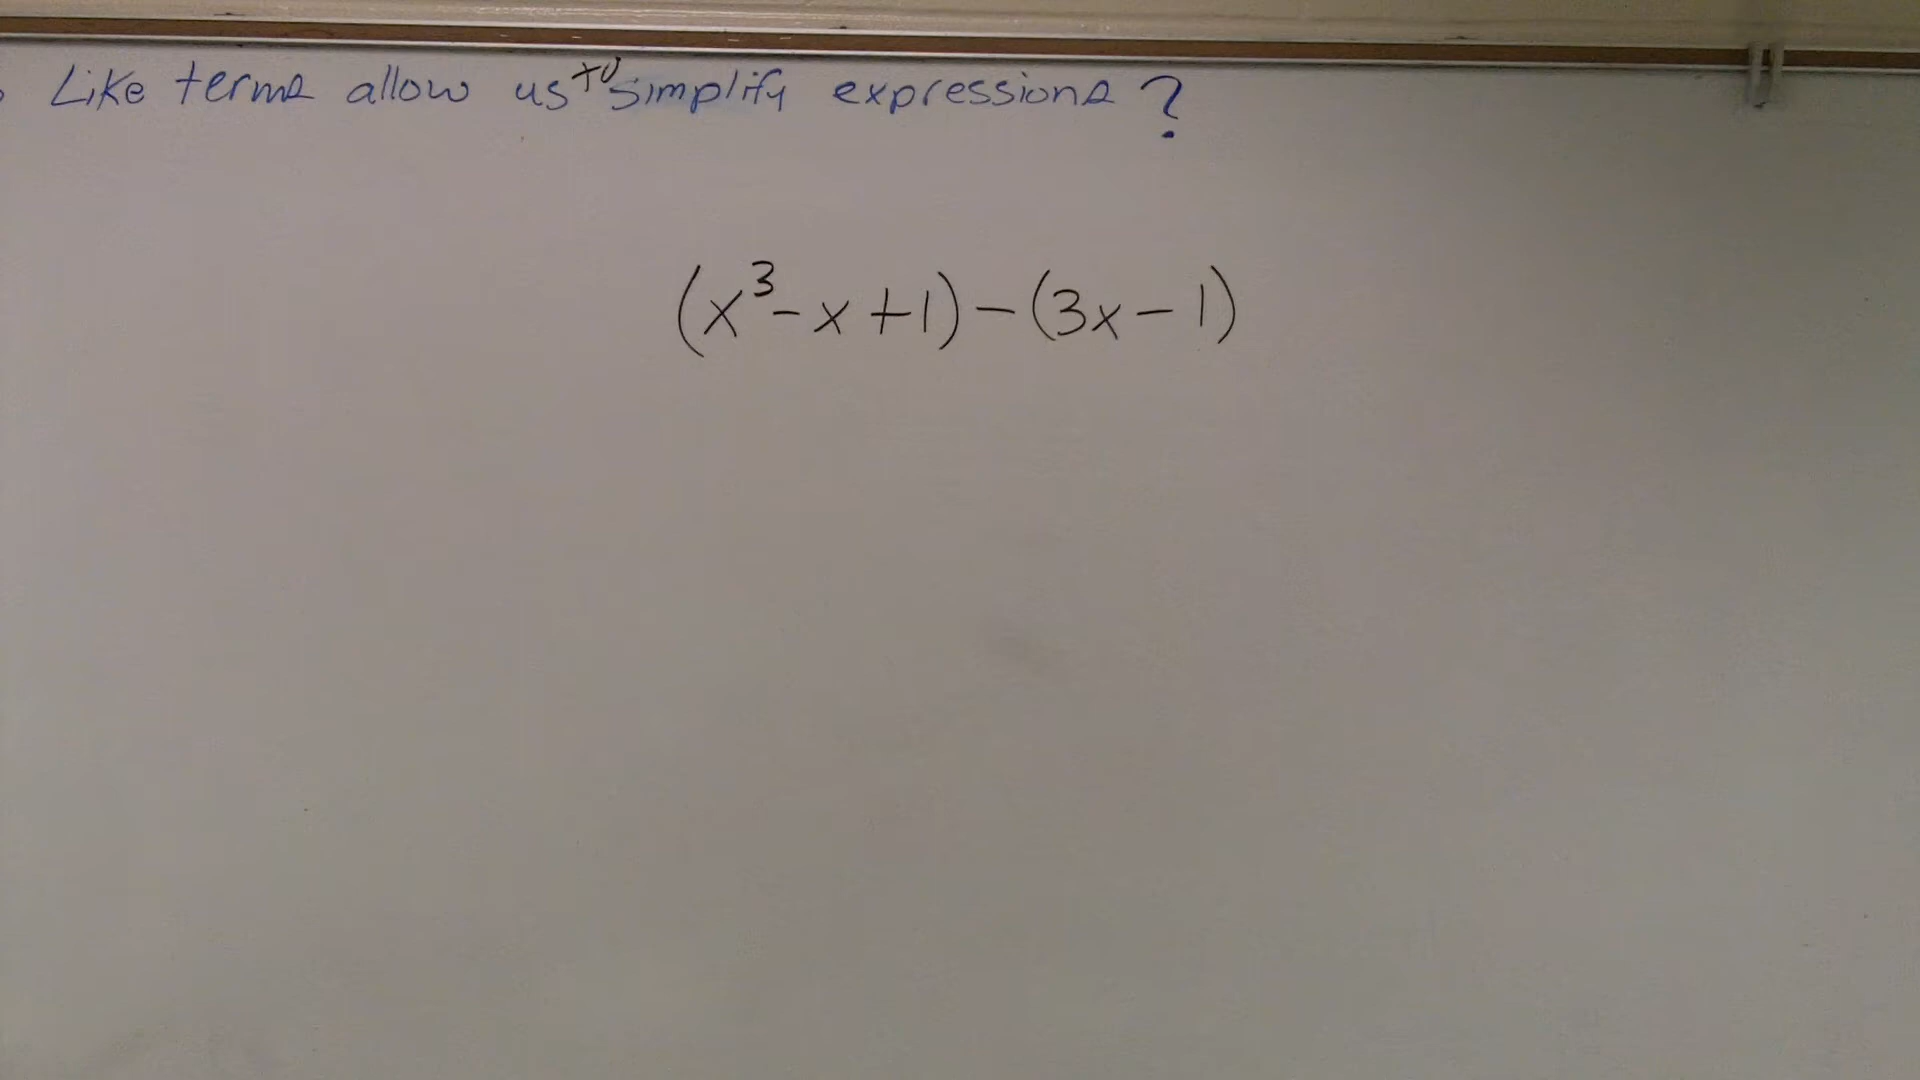 Like terms allow us to simplify expressions ?
(x³-x+1)-(3x-1)